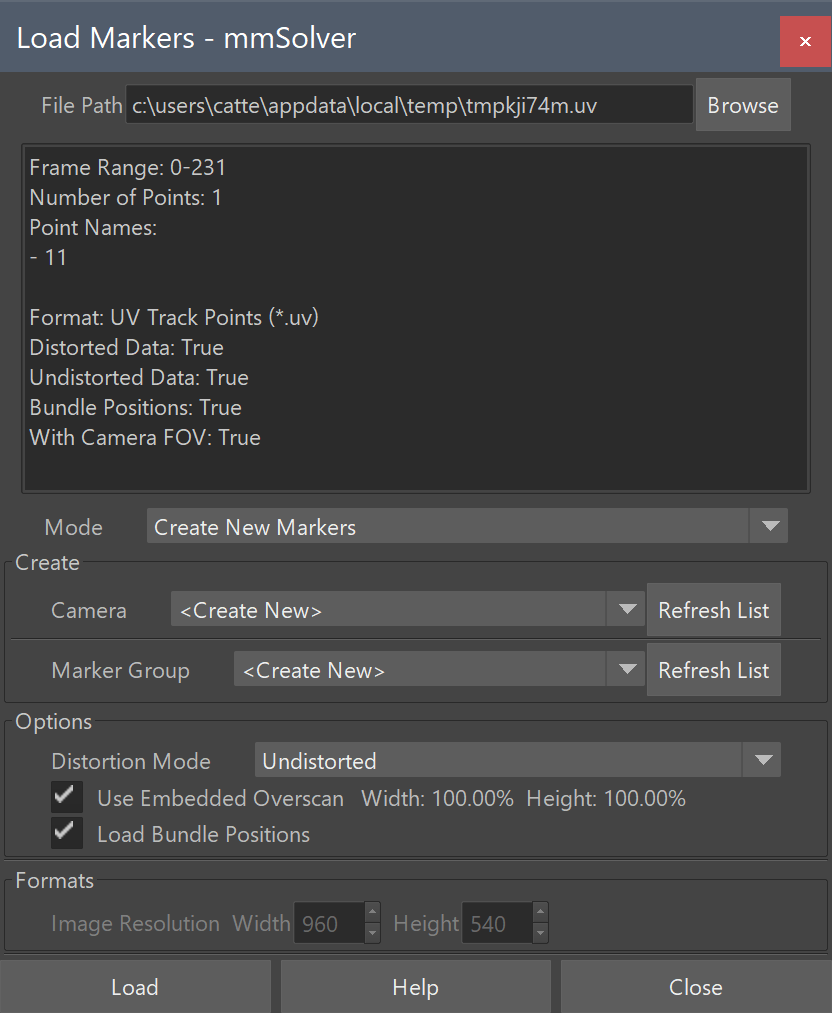 Load Markers - mmSolver
×
File Path c:\users\catte\appdata\local\temp\tmpkji74m.uv Browse
Frame Range: 0-231
Number of Points: 1
Point Names:
- 11
Format: UV Track Points (*.uv)
Distorted Data: True
Undistorted Data: True
Bundle Positions: True
With Camera FOV: True
Mode Create New Markers
Create
Camera <Create New> Refresh List
Marker Group <Create New> Refresh List
Options
Distortion Mode Undistorted
Use Embedded Overscan Width: 100.00% Height: 100.00%
Load Bundle Positions
Formats
Image Resolution Width 960 Height 540
Load Help Close